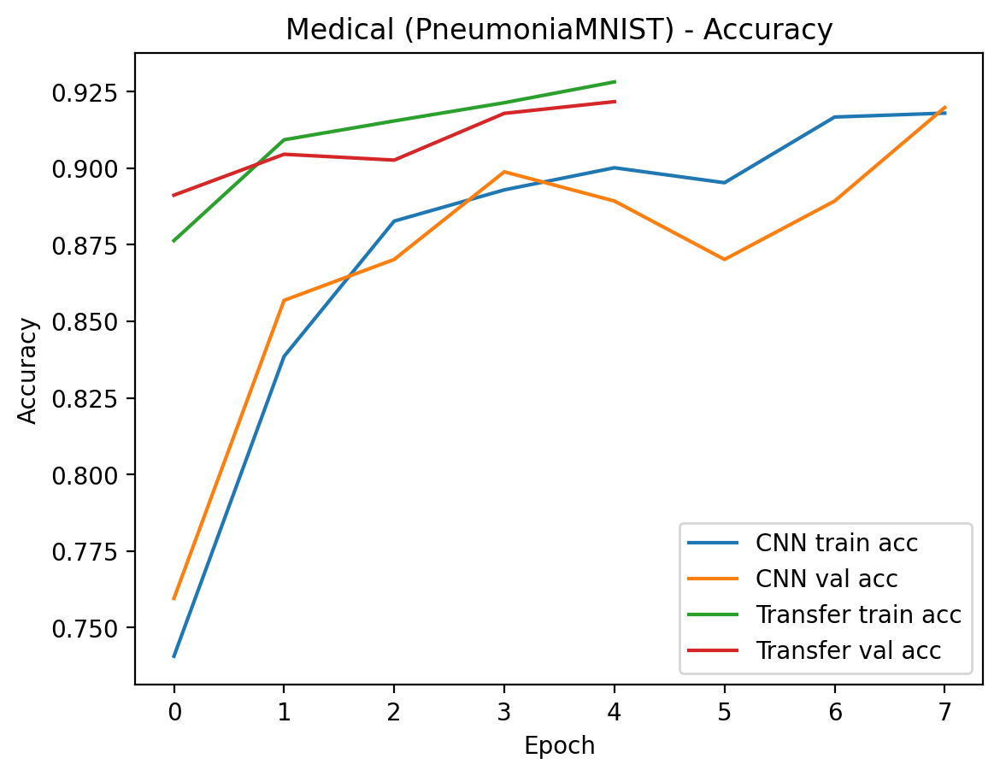 Medical (PneumoniaMNIST) - Accuracy
0.925
0.900
0.875
0.850
0.825
0.800
0.775
0.750
Accuracy
CNN train acc
CNN val acc
Transfer train acc
Transfer val acc
0 1 2 3 4 5 6 7
Epoch